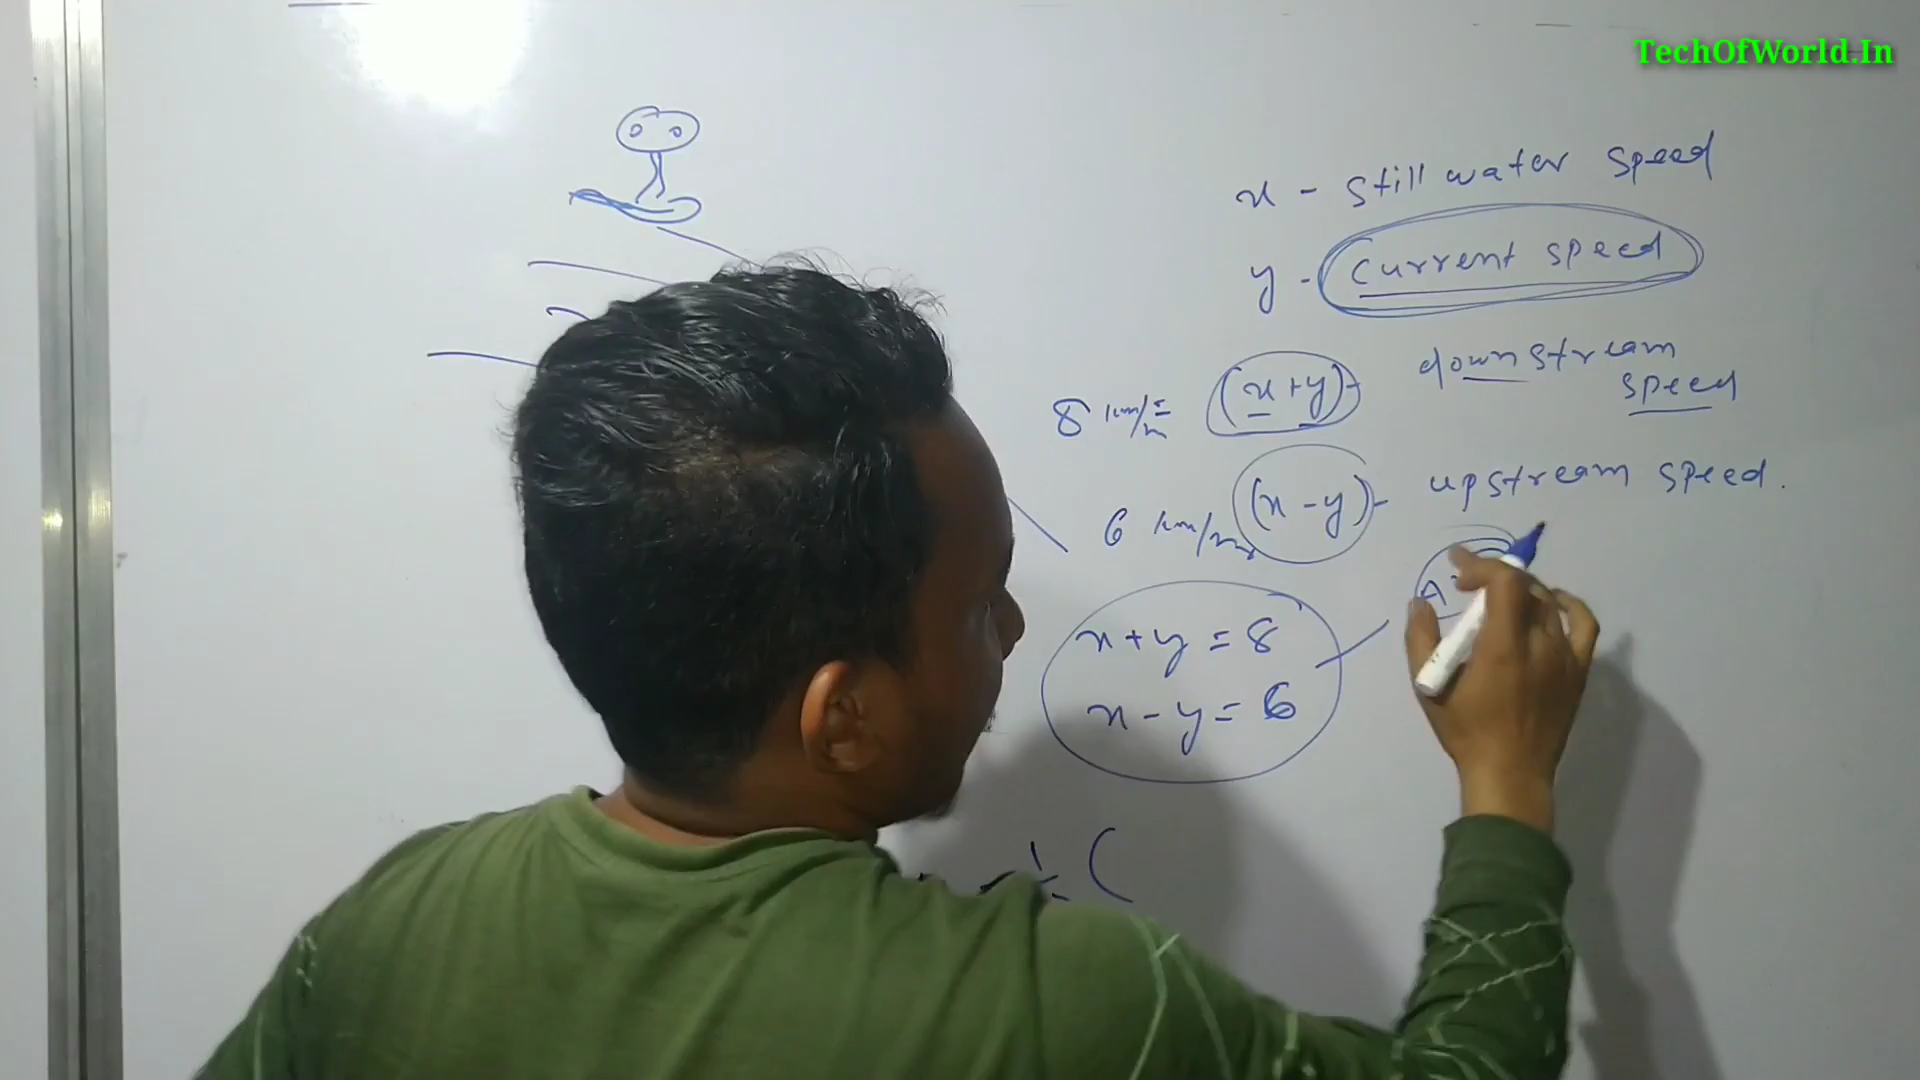 TechOfWorld.In
x - still water speed
y - current speed
8 km/m (x+y) - downstream
speed
6 km/m (x-y) - upstream speed.
x+y = 8
x-y = 6